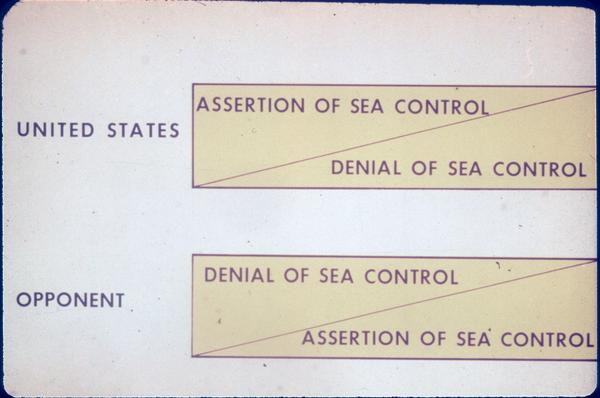 ASSERTION OF SEA CONTROL
UNITED STATES
DENIAL OF SEA CONTROL
DENIAL OF SEA CONTROL
OPPONENT
ASSERTION OF SEA CONTROL